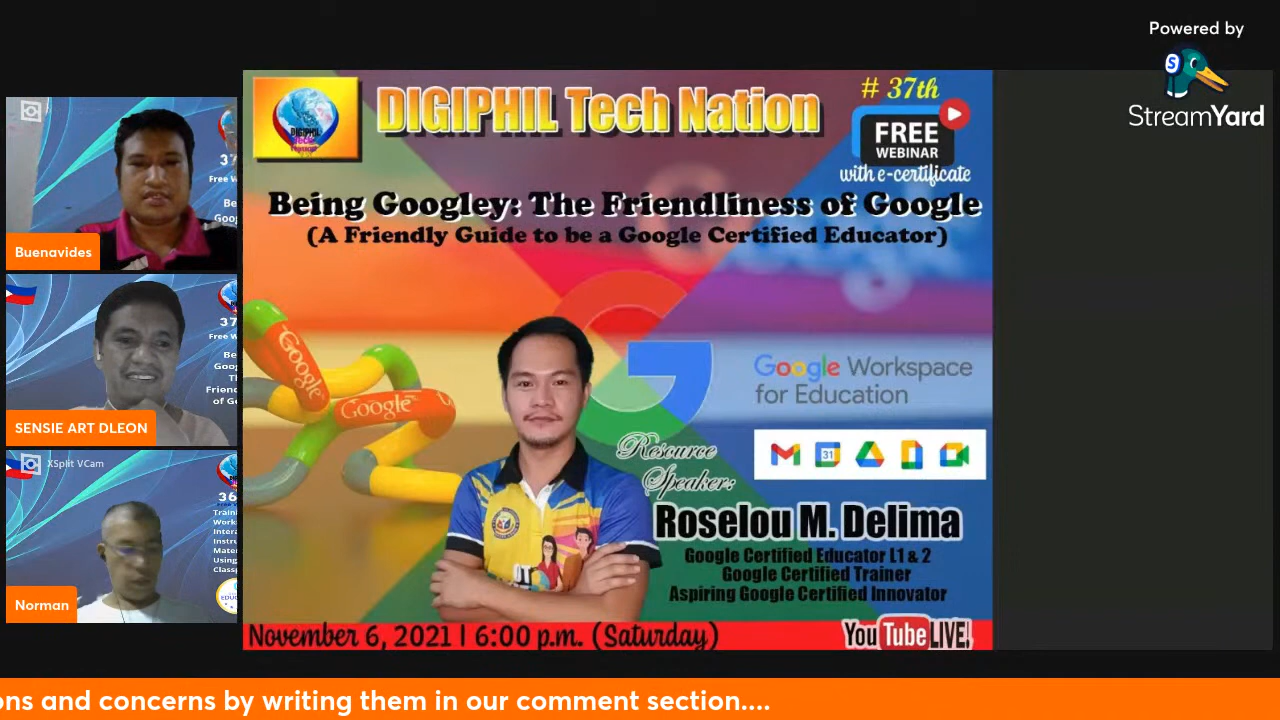 Powered by
StreamYard
Buenavides
SENSIE ART DLEON
XSplit VCam
Norman
DIGIPHIL Tech Nation
# 37th
FREE
WEBINAR
with e-certificate
Being Googley: The Friendliness of Google
(A Friendly Guide to be a Google Certified Educator)
Google
Google
Google Workspace
for Education
31
Resource
Speaker:
Roselou M. Delima
Google Certified Educator L1 & 2
Google Certified Trainer
Aspiring Google Certified Innovator
November 6, 2021 I 6:00 p.m. (Saturday)
YouTube LIVE!
ons and concerns by writing them in our comment section....